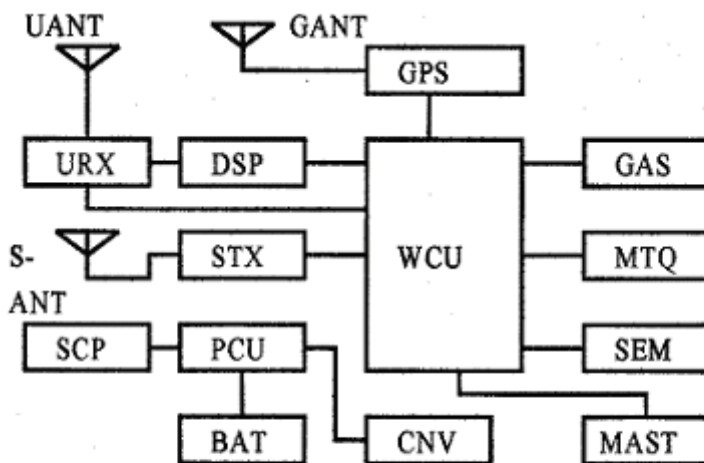 UANT GANT
GPS
URX DSP GAS
S- STX WCU MTQ
ANT
SCP PCU SEM
BAT CNV MAST